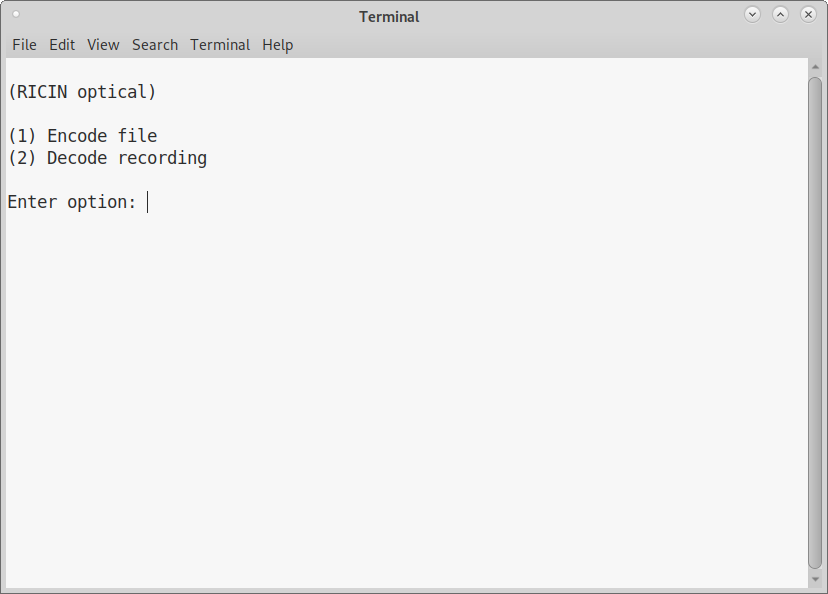 Terminal
File Edit View Search Terminal Help
(RICIN optical)
(1) Encode file
(2) Decode recording
Enter option: